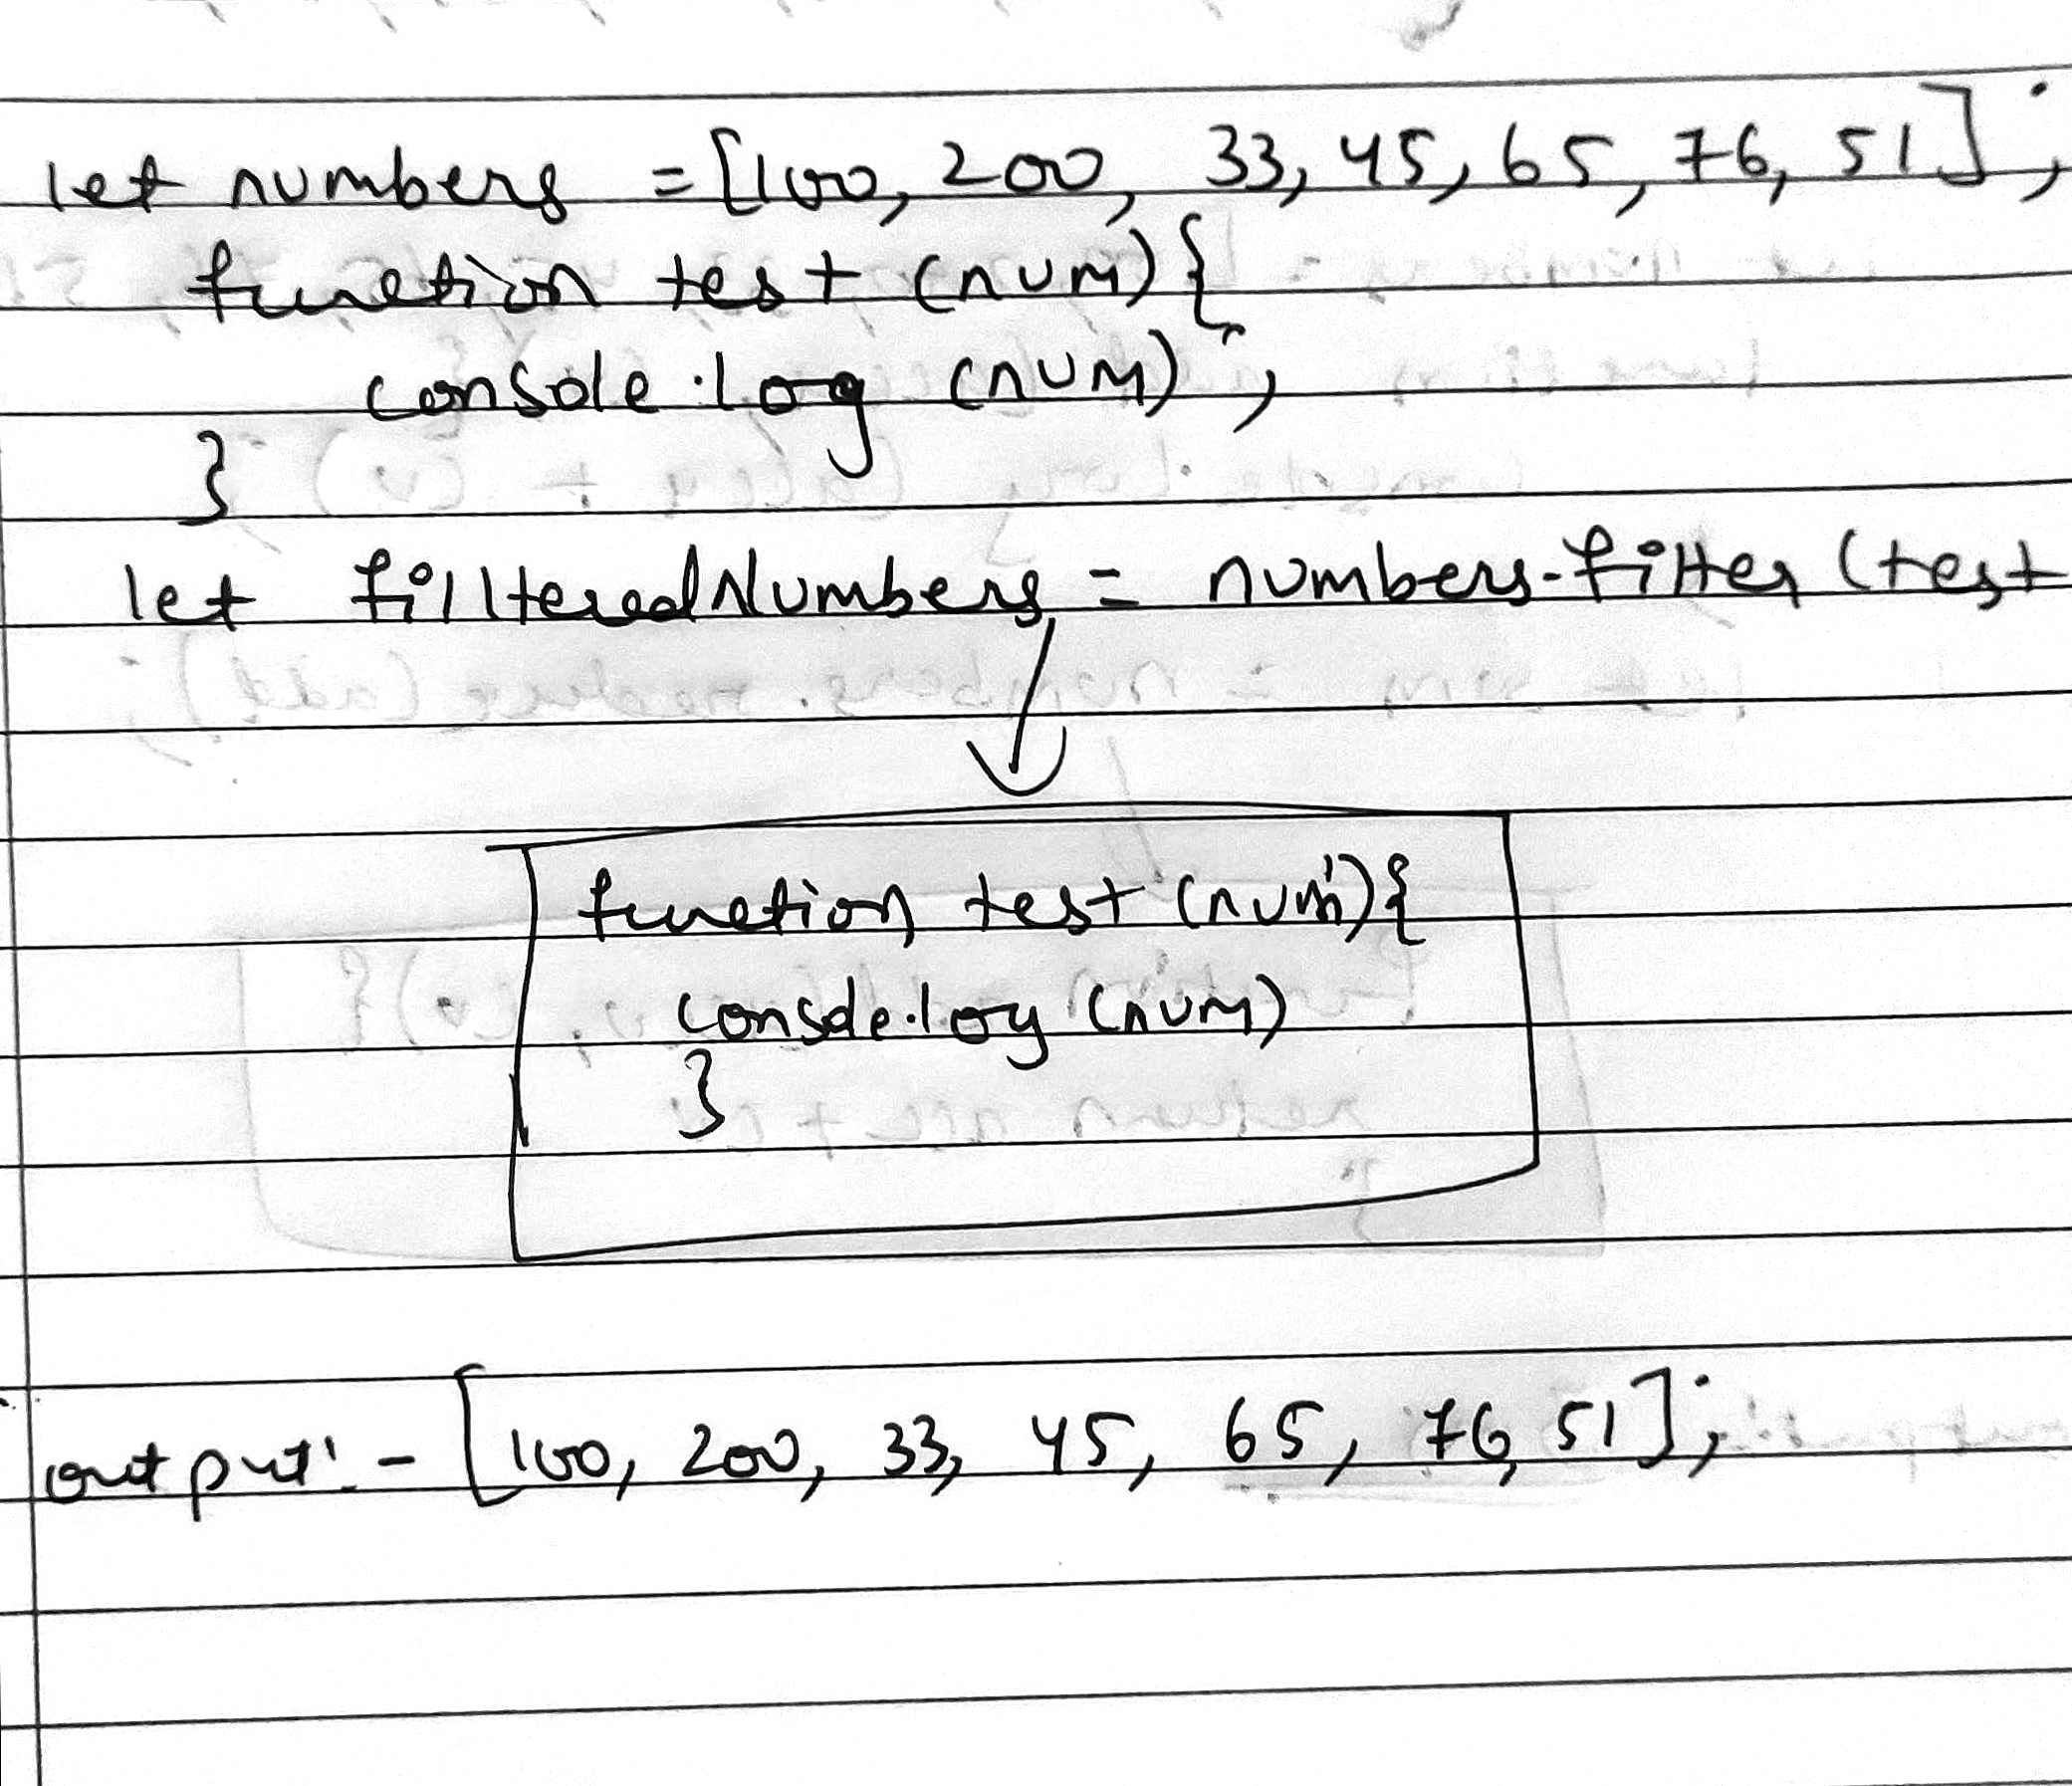 let numbers = [100, 200, 33, 45, 65, 76, 51];
function test (num) {
console.log (num);
}
let fillteredNumbers = numbers.filter (test
function test (num) {
console.log (num)
}
output:- [100, 200, 33, 45, 65, 76, 51];